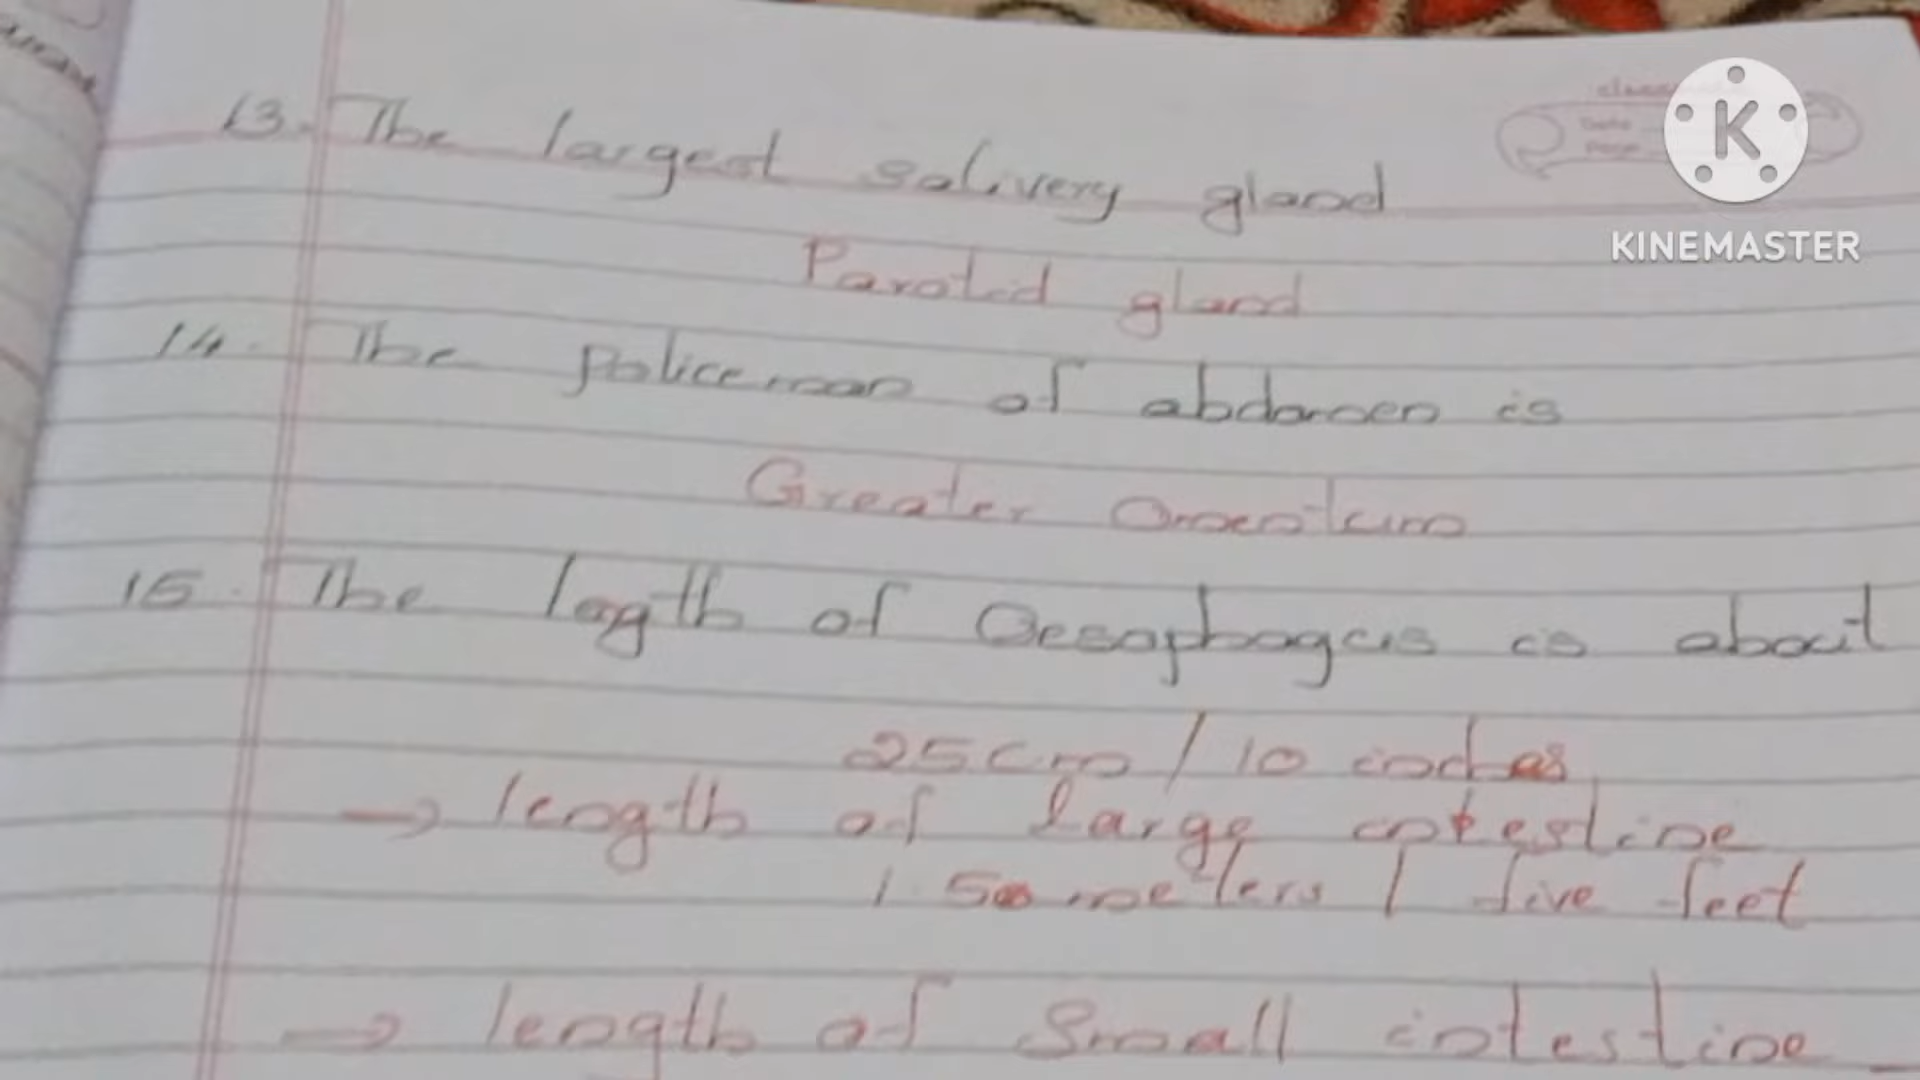 13. The largest salivery gland
Parotid gland
14. The policeman of abdomen is
Greater Omentum
15. The legth of Oesophagus is about
25cm / 10 inches
→ length of large intestine
1.5 meters / five feet
→ length of Small intestine
KINEMASTER